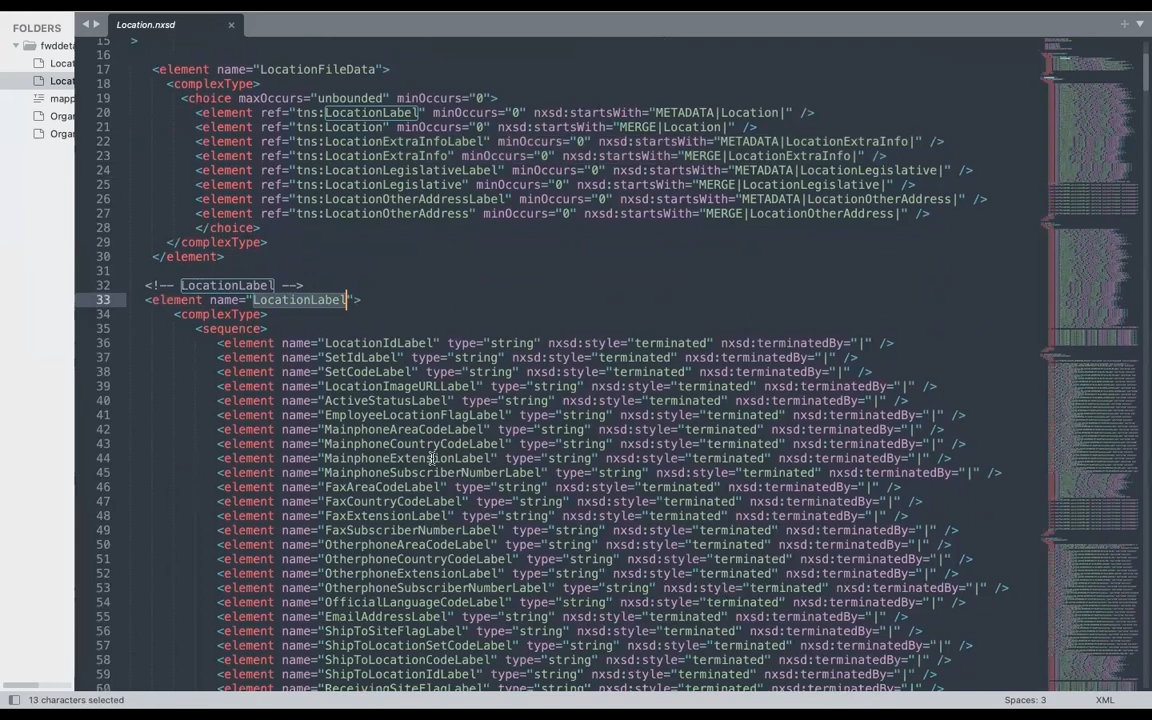 FOLDERS
fwddeta
Locat
Locat
mapp
Organ
Organ
Location.nxsd
15 >
16
17 <element name="LocationFileData">
18 <complexType>
19 <choice maxOccurs="unbounded" minOccurs="0">
20 <element ref="tns:LocationLabel" minOccurs="0" nxsd:startsWith="METADATA|Location|" />
21 <element ref="tns:Location" minOccurs="0" nxsd:startsWith="MERGE|Location|" />
22 <element ref="tns:LocationExtraInfoLabel" minOccurs="0" nxsd:startsWith="METADATA|LocationExtraInfo|" />
23 <element ref="tns:LocationExtraInfo" minOccurs="0" nxsd:startsWith="MERGE|LocationExtraInfo|" />
24 <element ref="tns:LocationLegislativeLabel" minOccurs="0" nxsd:startsWith="METADATA|LocationLegislative|" />
25 <element ref="tns:LocationLegislative" minOccurs="0" nxsd:startsWith="MERGE|LocationLegislative|" />
26 <element ref="tns:LocationOtherAddressLabel" minOccurs="0" nxsd:startsWith="METADATA|LocationOtherAddress|" />
27 <element ref="tns:LocationOtherAddress" minOccurs="0" nxsd:startsWith="MERGE|LocationOtherAddress|" />
28 </choice>
29 </complexType>
30 </element>
31
32 <!-- LocationLabel -->
33 <element name="LocationLabel">
34 <complexType>
35 <sequence>
36 <element name="LocationIdLabel" type="string" nxsd:style="terminated" nxsd:terminatedBy="|" />
37 <element name="SetIdLabel" type="string" nxsd:style="terminated" nxsd:terminatedBy="|" />
38 <element name="SetCodeLabel" type="string" nxsd:style="terminated" nxsd:terminatedBy="|" />
39 <element name="LocationImageURLLabel" type="string" nxsd:style="terminated" nxsd:terminatedBy="|" />
40 <element name="ActiveStatusLabel" type="string" nxsd:style="terminated" nxsd:terminatedBy="|" />
41 <element name="EmployeeLocationFlagLabel" type="string" nxsd:style="terminated" nxsd:terminatedBy="|" />
42 <element name="MainphoneAreaCodeLabel" type="string" nxsd:style="terminated" nxsd:terminatedBy="|" />
43 <element name="MainphoneCountryCodeLabel" type="string" nxsd:style="terminated" nxsd:terminatedBy="|" />
44 <element name="MainphoneExtensionLabel" type="string" nxsd:style="terminated" nxsd:terminatedBy="|" />
45 <element name="MainphoneSubscriberNumberLabel" type="string" nxsd:style="terminated" nxsd:terminatedBy="|" />
46 <element name="FaxAreaCodeLabel" type="string" nxsd:style="terminated" nxsd:terminatedBy="|" />
47 <element name="FaxCountryCodeLabel" type="string" nxsd:style="terminated" nxsd:terminatedBy="|" />
48 <element name="FaxExtensionLabel" type="string" nxsd:style="terminated" nxsd:terminatedBy="|" />
49 <element name="FaxSubscriberNumberLabel" type="string" nxsd:style="terminated" nxsd:terminatedBy="|" />
50 <element name="OtherphoneAreaCodeLabel" type="string" nxsd:style="terminated" nxsd:terminatedBy="|" />
51 <element name="OtherphoneCountryCodeLabel" type="string" nxsd:style="terminated" nxsd:terminatedBy="|" />
52 <element name="OtherphoneExtensionLabel" type="string" nxsd:style="terminated" nxsd:terminatedBy="|" />
53 <element name="OtherphoneSubscriberNumberLabel" type="string" nxsd:style="terminated" nxsd:terminatedBy="|" />
54 <element name="OfficialLanguageCodeLabel" type="string" nxsd:style="terminated" nxsd:terminatedBy="|" />
55 <element name="EmailAddressLabel" type="string" nxsd:style="terminated" nxsd:terminatedBy="|" />
56 <element name="ShipToSiteFlagLabel" type="string" nxsd:style="terminated" nxsd:terminatedBy="|" />
57 <element name="ShipToLocationSetCodeLabel" type="string" nxsd:style="terminated" nxsd:terminatedBy="|" />
58 <element name="ShipToLocationCodeLabel" type="string" nxsd:style="terminated" nxsd:terminatedBy="|" />
59 <element name="ShipToLocationIdLabel" type="string" nxsd:style="terminated" nxsd:terminatedBy="|" />
60 <element name="ReceivingSiteFlagLabel" type="string" nxsd:style="terminated" nxsd:terminatedBy="|" />
13 characters selected
Spaces: 3
XML